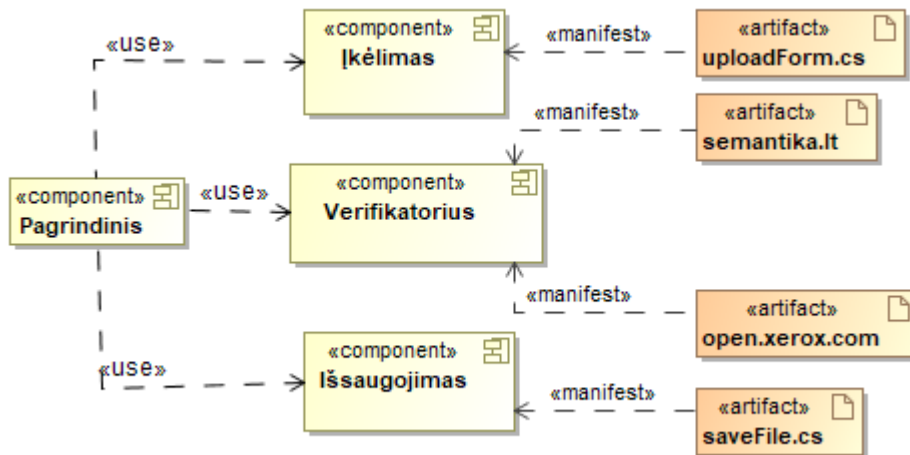 «component»
Įkėlimas
«use»
«manifest»
«artifact»
uploadForm.cs
«manifest»
«artifact»
semantika.lt
«component»
Pagrindinis
«use»
«component»
Verifikatorius
«manifest»
«artifact»
open.xerox.com
«use»
«component»
Išsaugojimas
«manifest»
«artifact»
saveFile.cs